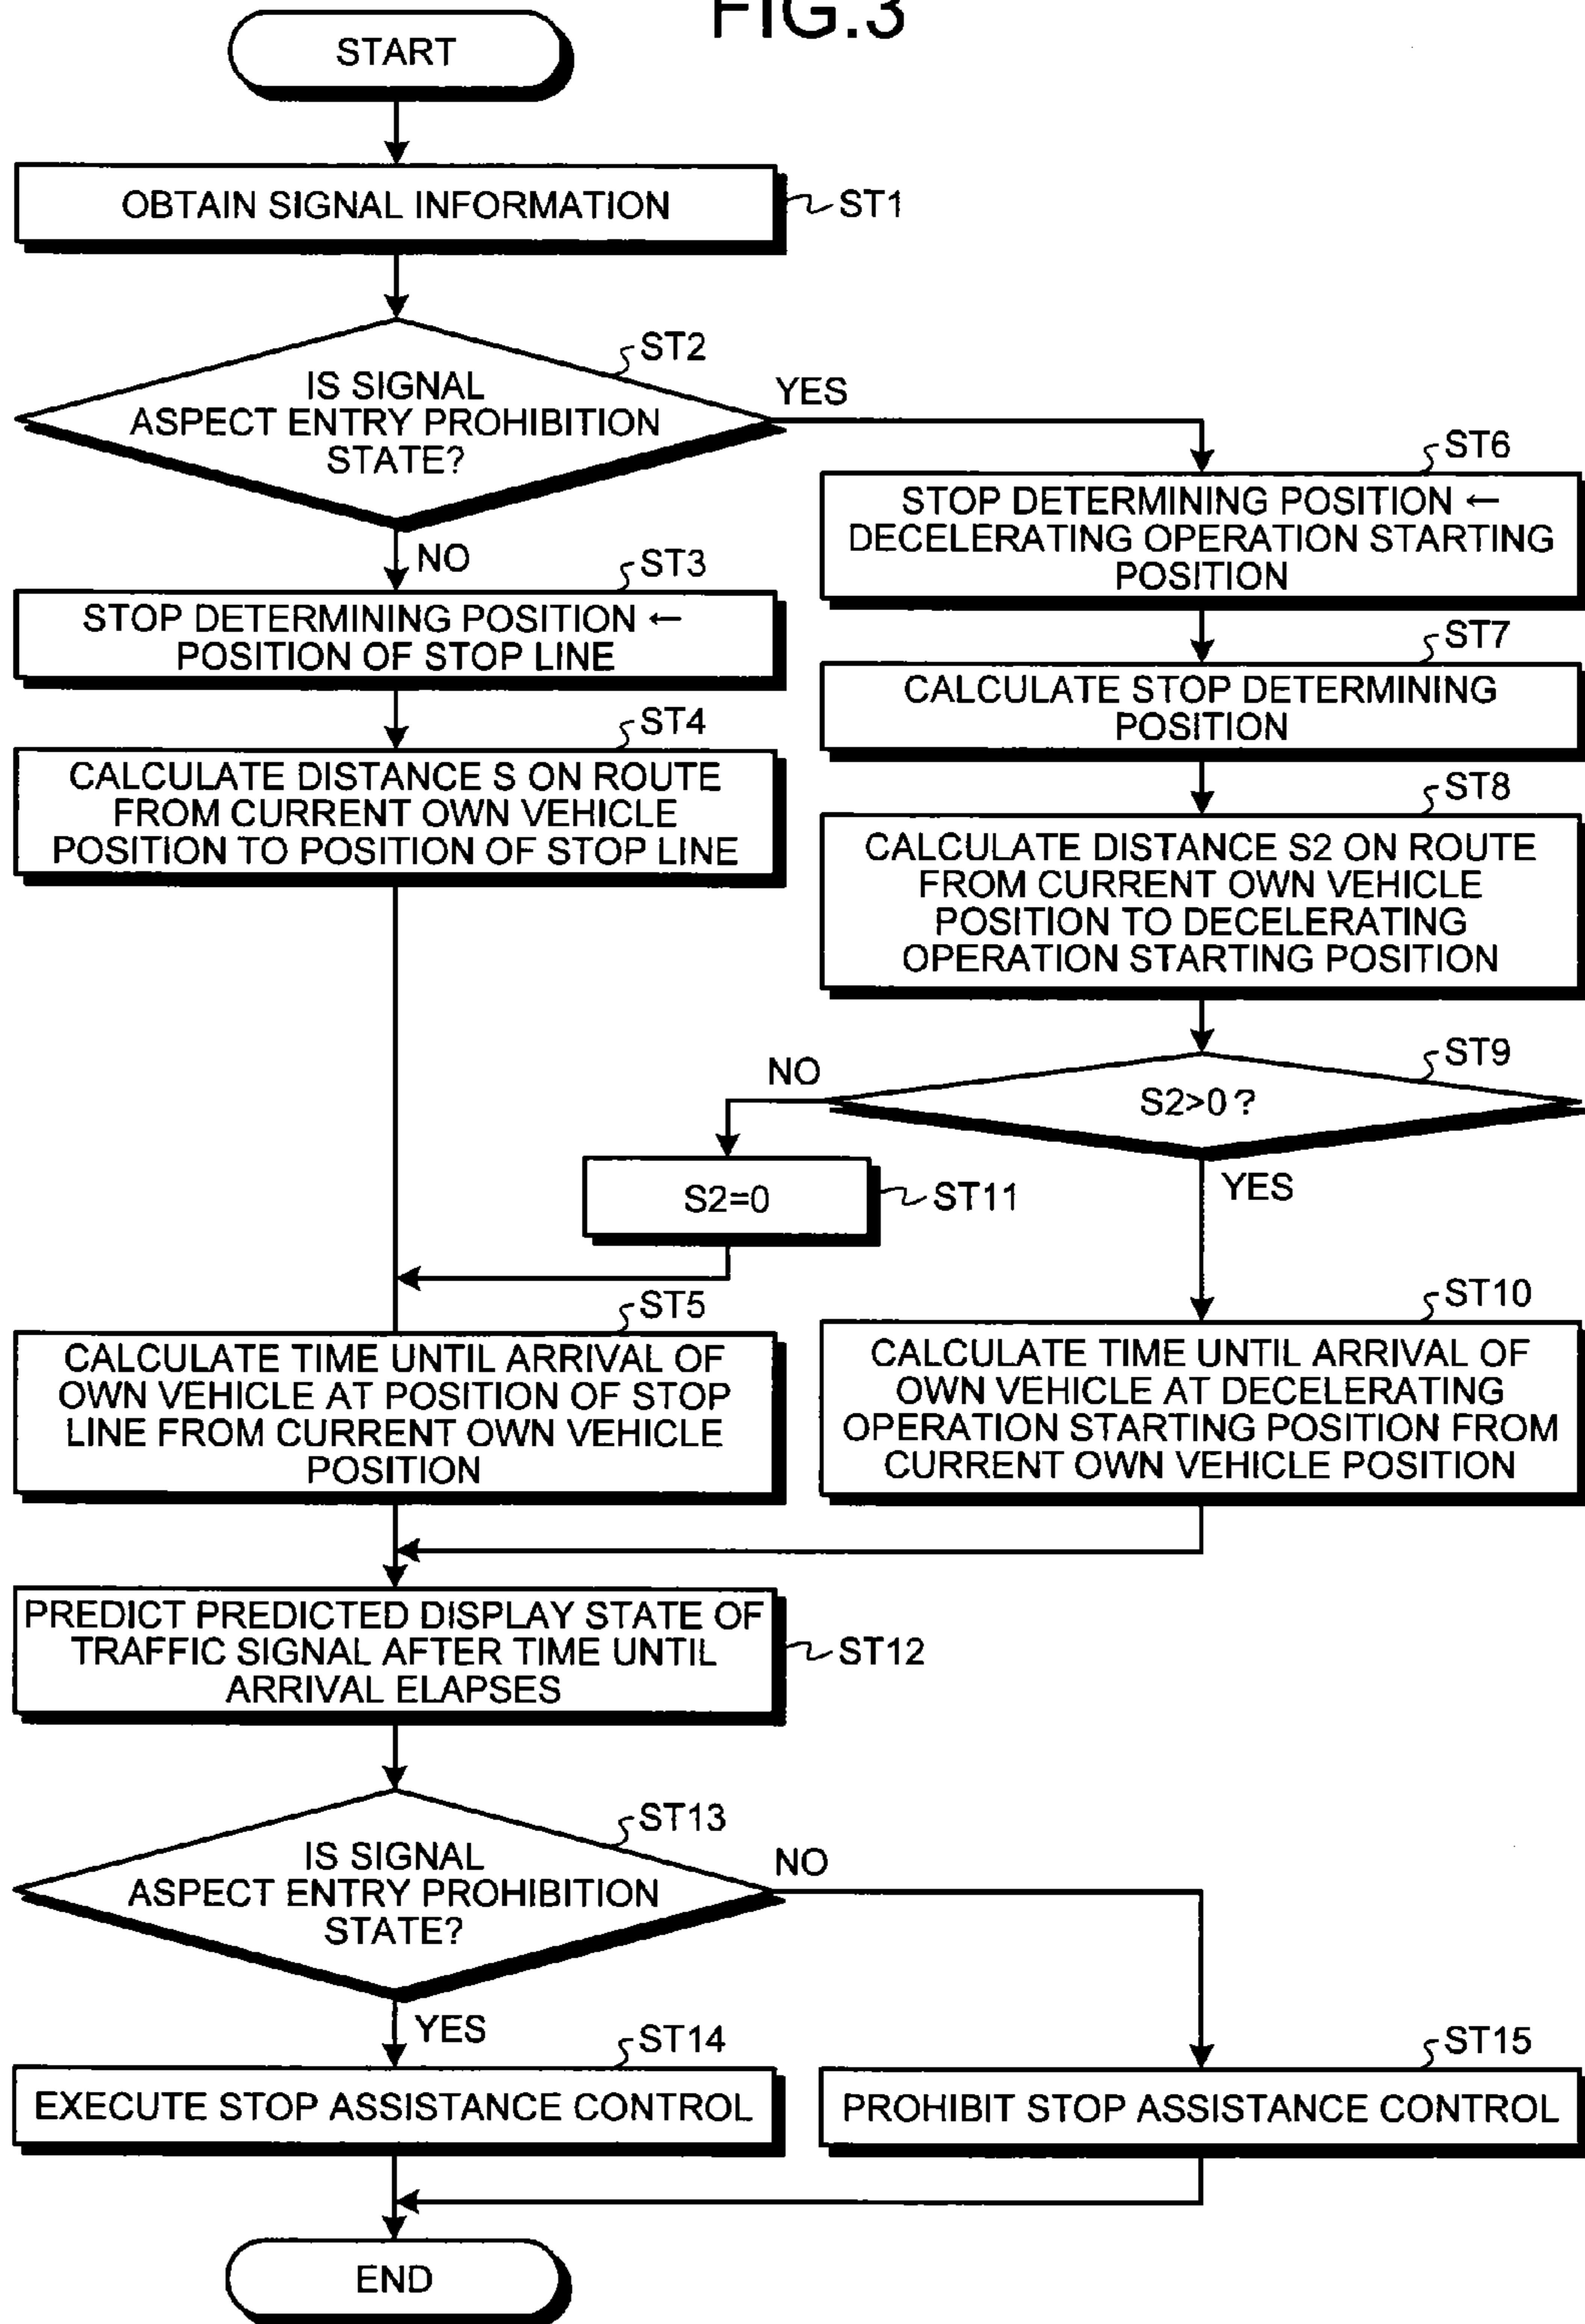 FIG.3
START
OBTAIN SIGNAL INFORMATION
ST1
ST2
IS SIGNAL
ASPECT ENTRY PROHIBITION
STATE?
YES
NO
ST3
STOP DETERMINING POSITION ←
POSITION OF STOP LINE
ST4
CALCULATE DISTANCE S ON ROUTE
FROM CURRENT OWN VEHICLE
POSITION TO POSITION OF STOP LINE
ST6
STOP DETERMINING POSITION ←
DECELERATING OPERATION STARTING
POSITION
ST7
CALCULATE STOP DETERMINING
POSITION
ST8
CALCULATE DISTANCE S2 ON ROUTE
FROM CURRENT OWN VEHICLE
POSITION TO DECELERATING
OPERATION STARTING POSITION
ST9
S2>0?
NO
YES
S2=0
ST11
ST5
CALCULATE TIME UNTIL ARRIVAL OF
OWN VEHICLE AT POSITION OF STOP
LINE FROM CURRENT OWN VEHICLE
POSITION
ST10
CALCULATE TIME UNTIL ARRIVAL OF
OWN VEHICLE AT DECELERATING
OPERATION STARTING POSITION FROM
CURRENT OWN VEHICLE POSITION
PREDICT PREDICTED DISPLAY STATE OF
TRAFFIC SIGNAL AFTER TIME UNTIL
ARRIVAL ELAPSES
ST12
ST13
IS SIGNAL
ASPECT ENTRY PROHIBITION
STATE?
NO
YES
ST14
EXECUTE STOP ASSISTANCE CONTROL
ST15
PROHIBIT STOP ASSISTANCE CONTROL
END